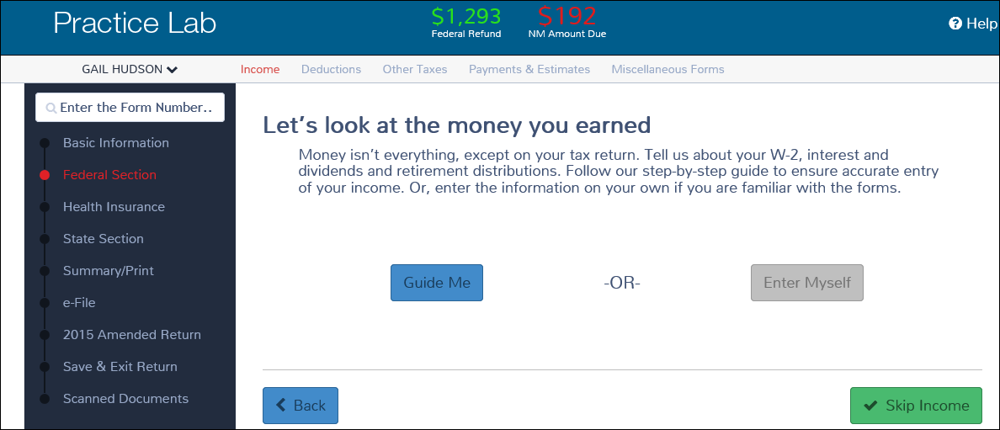 Practice Lab
$1,293
Federal Refund
$192
NM Amount Due
Help
GAIL HUDSON
Income
Deductions
Other Taxes
Payments & Estimates
Miscellaneous Forms
Enter the Form Number..
Basic Information
Federal Section
Health Insurance
State Section
Summary/Print
e-File
2015 Amended Return
Save & Exit Return
Scanned Documents
Let's look at the money you earned
Money isn't everything, except on your tax return. Tell us about your W-2, interest and
dividends and retirement distributions. Follow our step-by-step guide to ensure accurate entry
of your income. Or, enter the information on your own if you are familiar with the forms.
Guide Me
-OR-
Enter Myself
Back
Skip Income